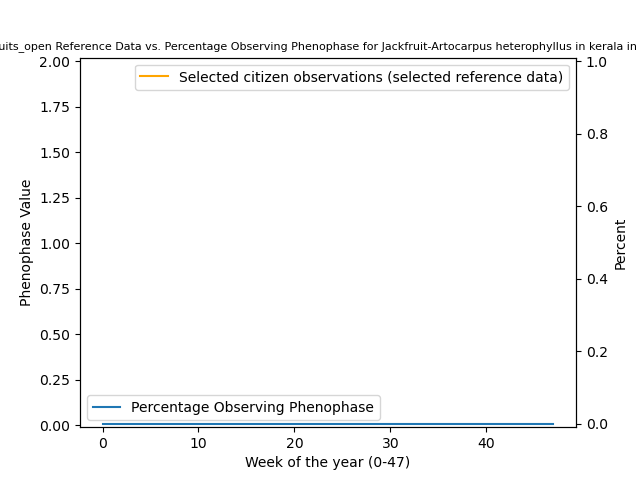 uits_open Reference Data vs. Percentage Observing Phenophase for Jackfruit-Artocarpus heterophyllus in kerala in
2.00
1.75
1.50
1.25
1.00
0.75
0.50
0.25
0.00
Phenophase Value
Selected citizen observations (selected reference data)
Percentage Observing Phenophase
1.0
0.8
0.6
0.4
0.2
0.0
Percent
0 10 20 30 40
Week of the year (0-47)